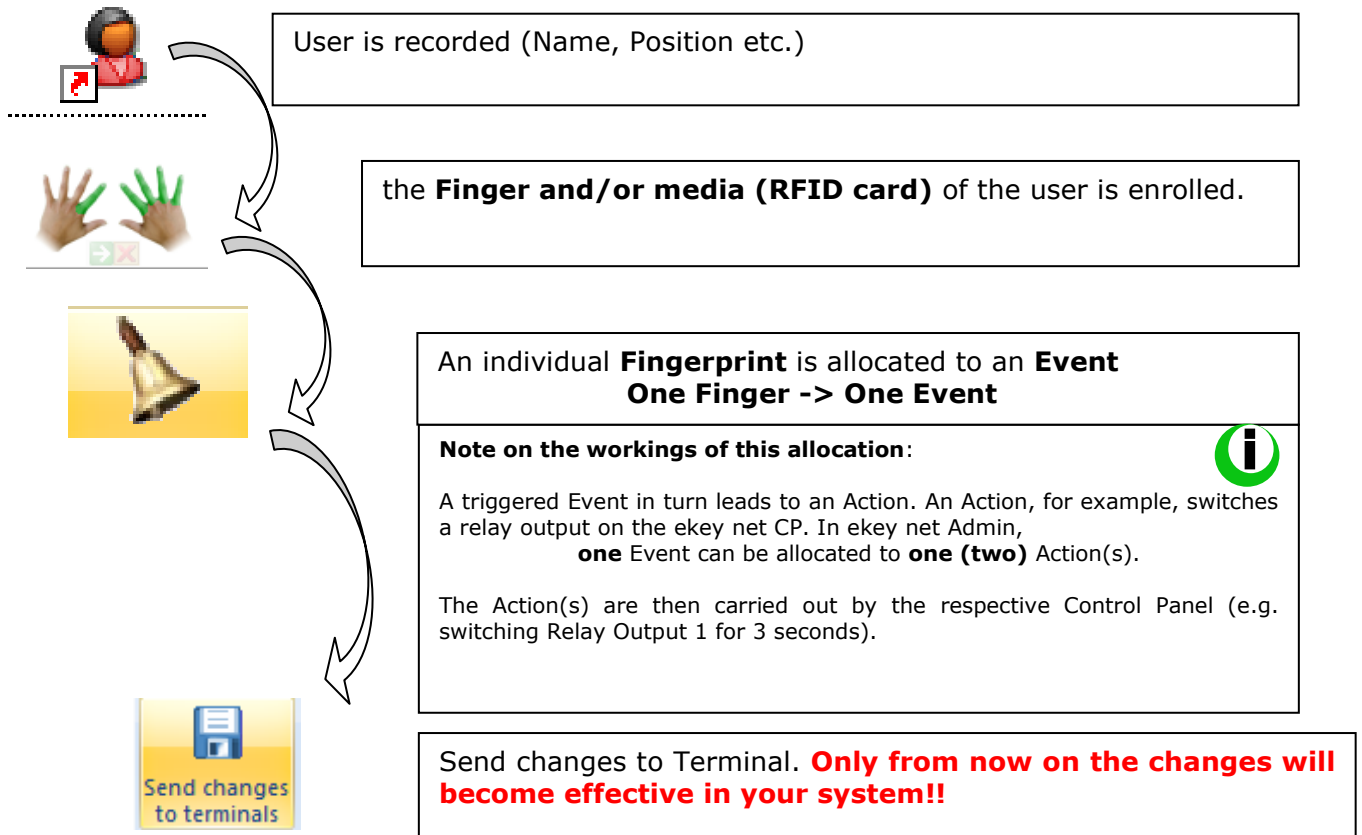 User is recorded (Name, Position etc.)
the Finger and/or media (RFID card) of the user is enrolled.
An individual Fingerprint is allocated to an Event
One Finger -> One Event
Note on the workings of this allocation:
i
A triggered Event in turn leads to an Action. An Action, for example, switches
a relay output on the ekey net CP. In ekey net Admin,
one Event can be allocated to one (two) Action(s).
The Action(s) are then carried out by the respective Control Panel (e.g.
switching Relay Output 1 for 3 seconds).
Send changes
to terminals
Send changes to Terminal. Only from now on the changes will
become effective in your system!!